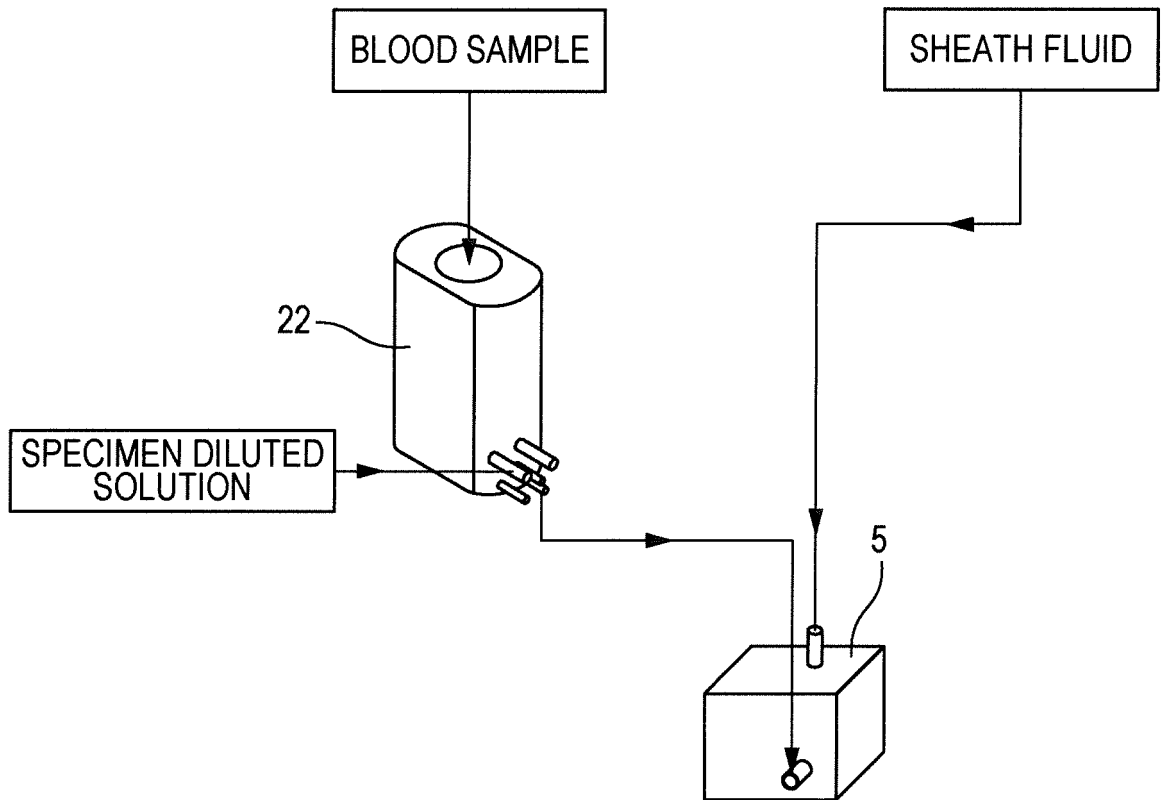 BLOOD SAMPLE
SHEATH FLUID
22
SPECIMEN DILUTED
SOLUTION
5